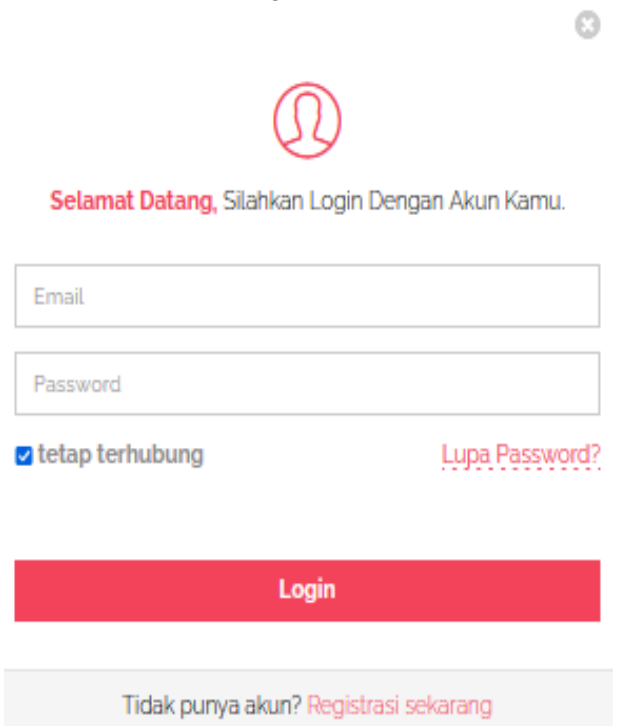 Selamat Datang, Silahkan Login Dengan Akun Kamu.
Email
Password
tetap terhubung Lupa Password?
Login
Tidak punya akun? Registrasi sekarang